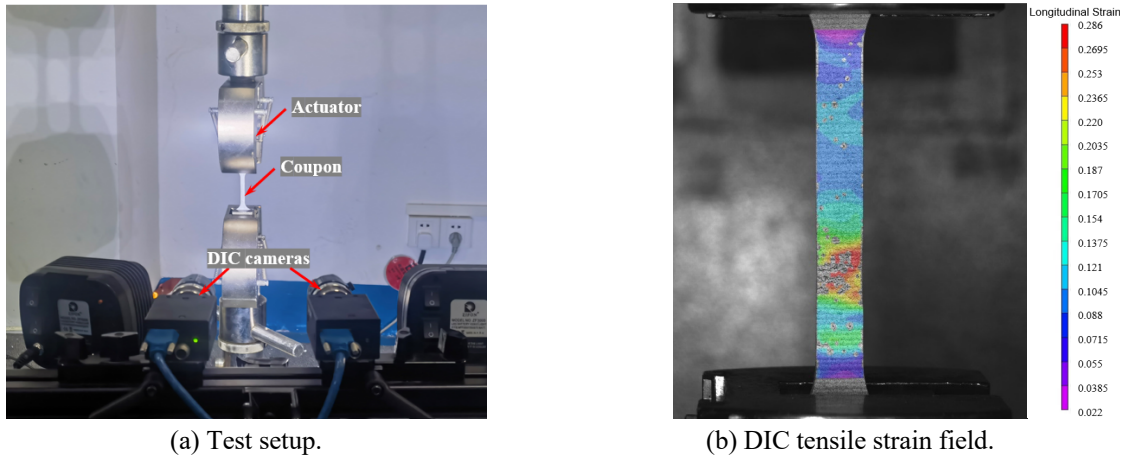 Actuator
Coupon
DIC cameras
(a) Test setup.
Longitudinal Strain
0.286
0.2695
0.253
0.2365
0.220
0.2035
0.187
0.1705
0.154
0.1375
0.121
0.1045
0.088
0.0715
0.055
0.0385
0.022
(b) DIC tensile strain field.